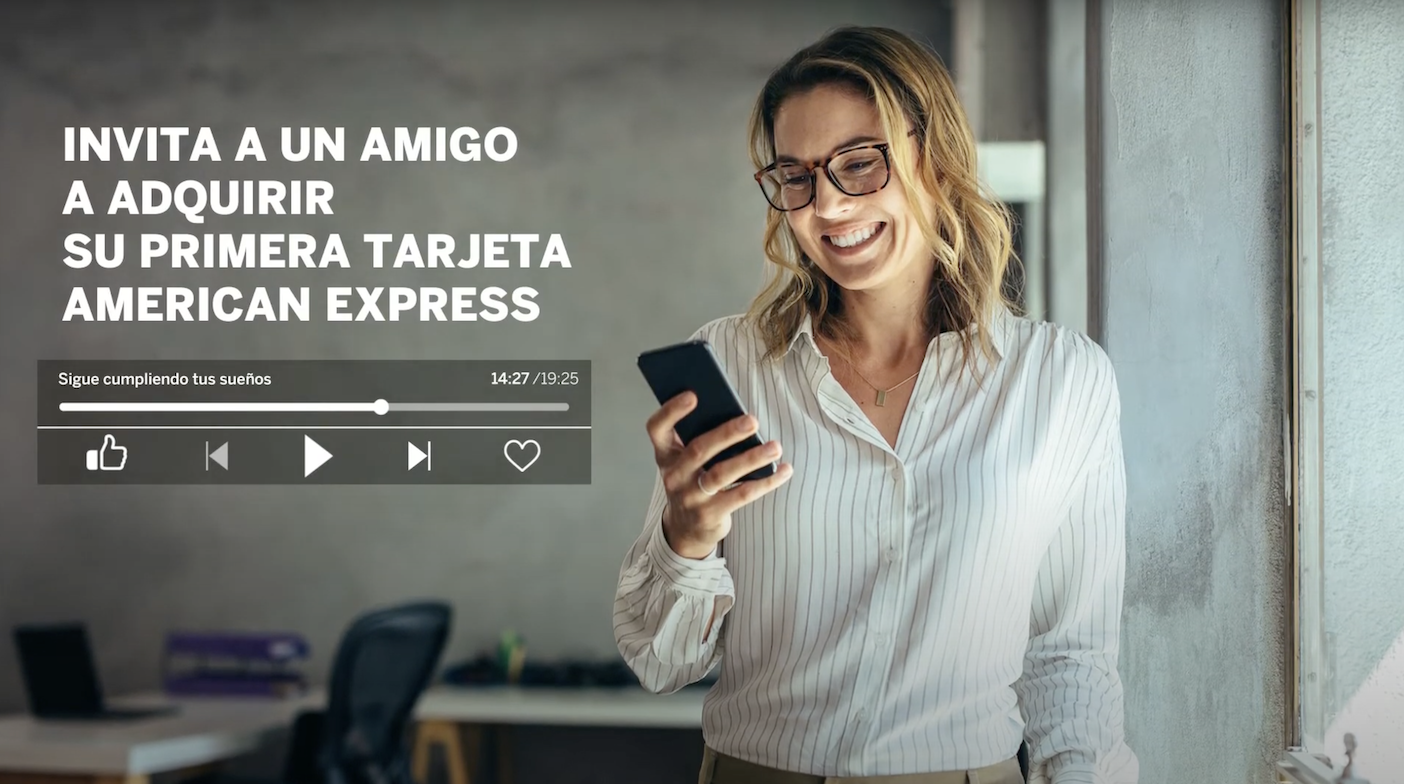 INVITA A UN AMIGO
A ADQUIRIR
SU PRIMERA TARJETA
AMERICAN EXPRESS
Sigue cumpliendo tus sueños 14:27 /19:25